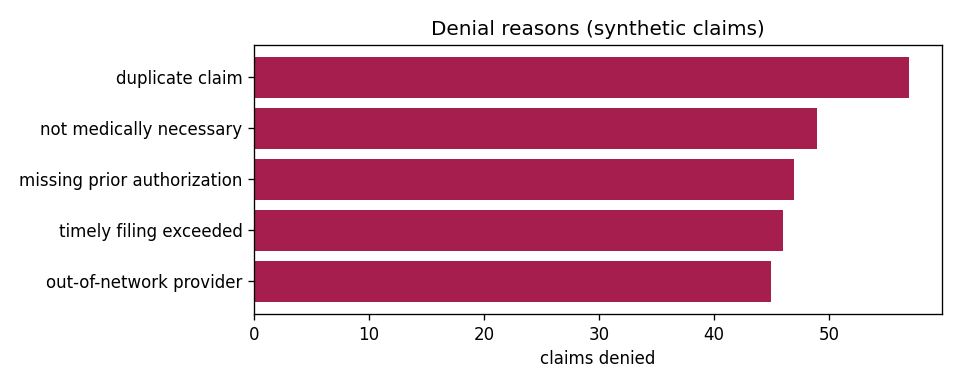 Denial reasons (synthetic claims)
duplicate claim
not medically necessary
missing prior authorization
timely filing exceeded
out-of-network provider
0 10 20 30 40 50
claims denied